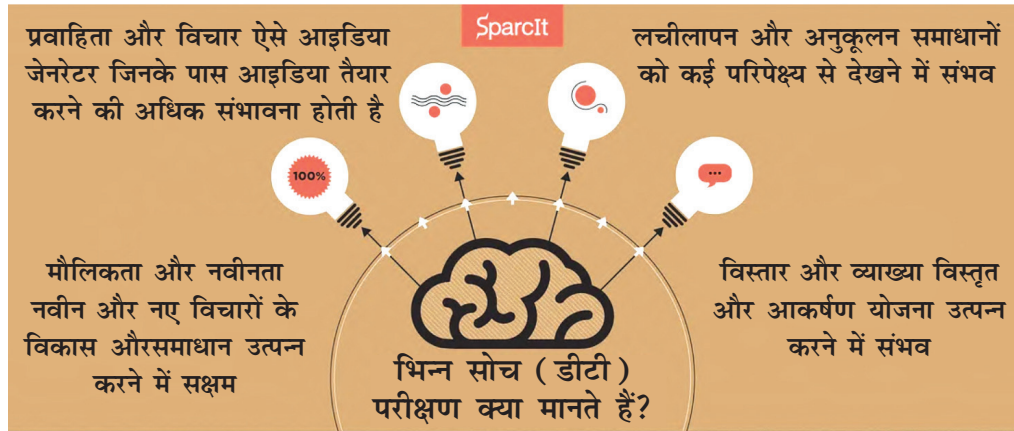 SparcIt
प्रवाहिता और विचार ऐसे आइडिया
जेनरेटर जिनके पास आइडिया तैयार
करने की अधिक संभावना होती है
लचीलापन और अनुकूलन समाधानों
को कई परिपेक्ष्य से देखने में संभव
100%
मौलिकता और नवीनता
नवीन और नए विचारों के
विकास औरसमाधान उत्पन्न
करने में सक्षम
विस्तार और व्याख्या विस्तृत
और आकर्षण योजना उत्पन्न
करने में संभव
भिन्न सोच ( डीटी )
परीक्षण क्या मानते हैं?